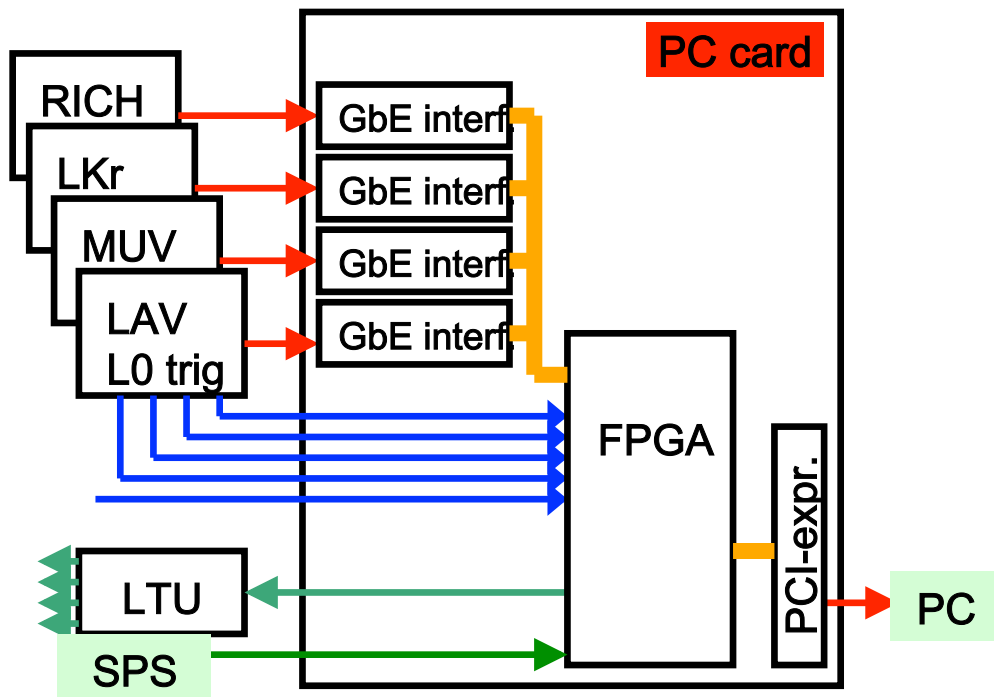 PC card
RICH
GbE interf.
LKr
GbE interf.
MUV
GbE interf.
LAV
L0 trig
GbE interf.
FPGA
PCI-expr.
LTU
PC
SPS